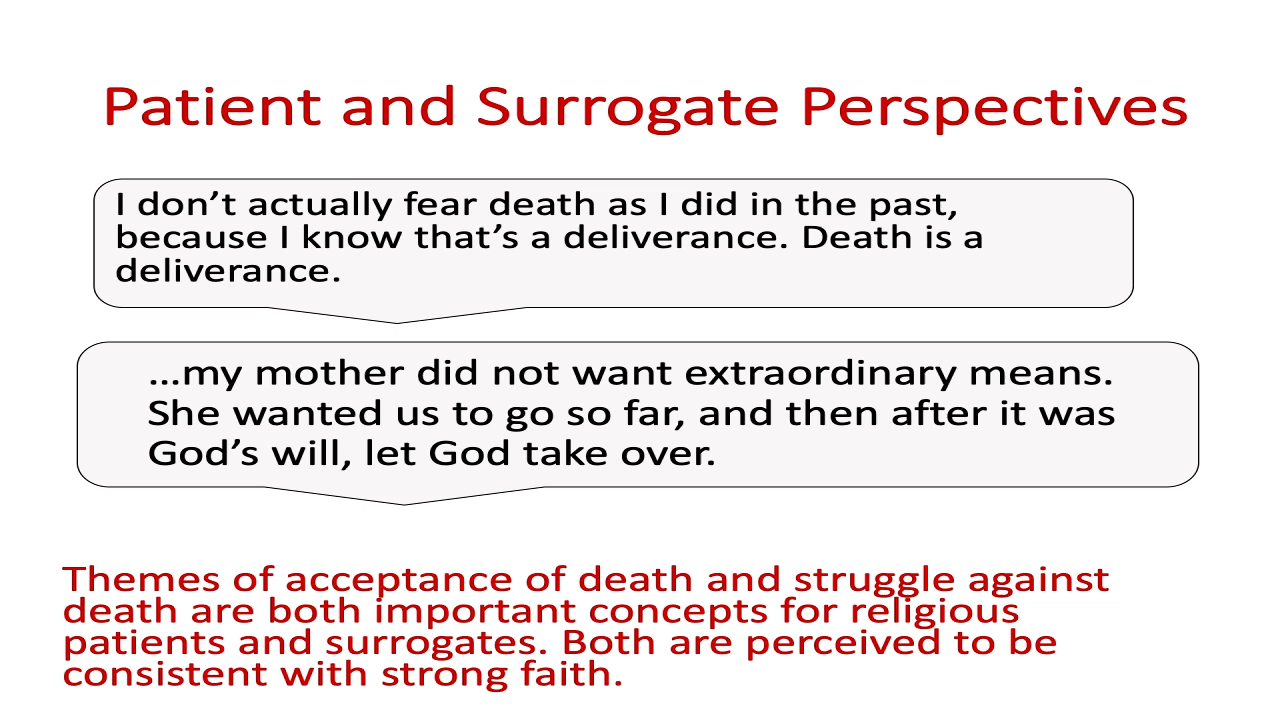 Patient and Surrogate Perspectives
I don’t actually fear death as I did in the past,
because I know that’s a deliverance. Death is a
deliverance.
...my mother did not want extraordinary means.
She wanted us to go so far, and then after it was
God’s will, let God take over.
Themes of acceptance of death and struggle against
death are both important concepts for religious
patients and surrogates. Both are perceived to be
consistent with strong faith.